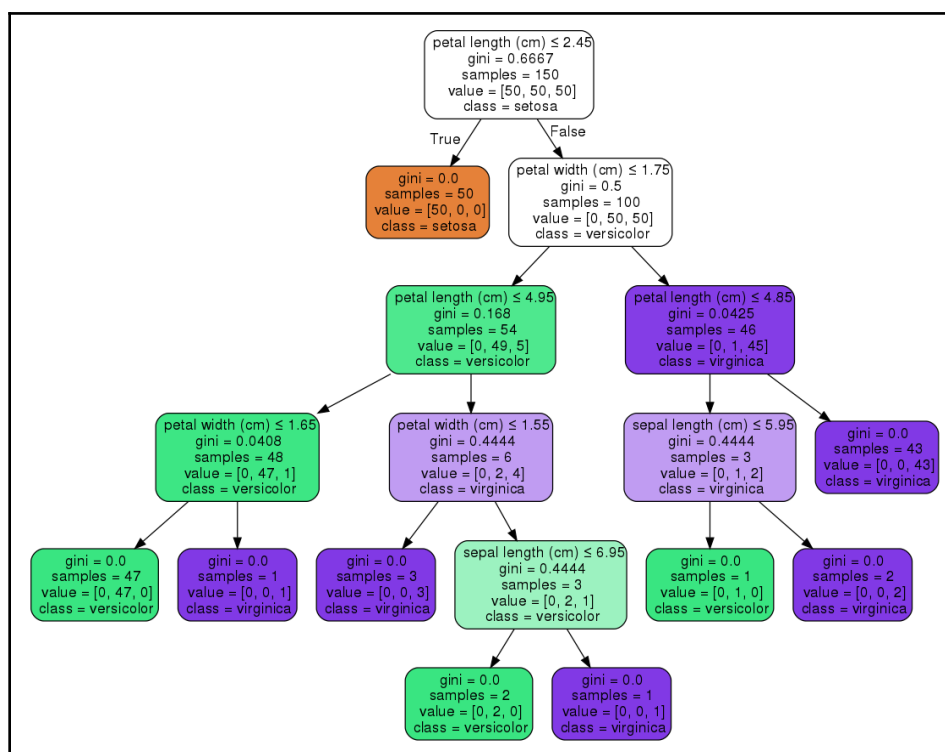 petal length (cm) ≤ 2.45
gini = 0.6667
samples = 150
value = [50, 50, 50]
class = setosa
True
False
gini = 0.0
samples = 50
value = [50, 0, 0]
class = setosa
petal width (cm) ≤ 1.75
gini = 0.5
samples = 100
value = [0, 50, 50]
class = versicolor
petal length (cm) ≤ 4.95
gini = 0.168
samples = 54
value = [0, 49, 5]
class = versicolor
petal length (cm) ≤ 4.85
gini = 0.0425
samples = 46
value = [0, 1, 45]
class = virginica
petal width (cm) ≤ 1.65
gini = 0.0408
samples = 48
value = [0, 47, 1]
class = versicolor
petal width (cm) ≤ 1.55
gini = 0.4444
samples = 6
value = [0, 2, 4]
class = virginica
sepal length (cm) ≤ 5.95
gini = 0.4444
samples = 3
value = [0, 1, 2]
class = virginica
gini = 0.0
samples = 43
value = [0, 0, 43]
class = virginica
gini = 0.0
samples = 47
value = [0, 47, 0]
class = versicolor
gini = 0.0
samples = 1
value = [0, 0, 1]
class = virginica
gini = 0.0
samples = 3
value = [0, 0, 3]
class = virginica
sepal length (cm) ≤ 6.95
gini = 0.4444
samples = 3
value = [0, 2, 1]
class = versicolor
gini = 0.0
samples = 1
value = [0, 1, 0]
class = versicolor
gini = 0.0
samples = 2
value = [0, 0, 2]
class = virginica
gini = 0.0
samples = 2
value = [0, 2, 0]
class = versicolor
gini = 0.0
samples = 1
value = [0, 0, 1]
class = virginica